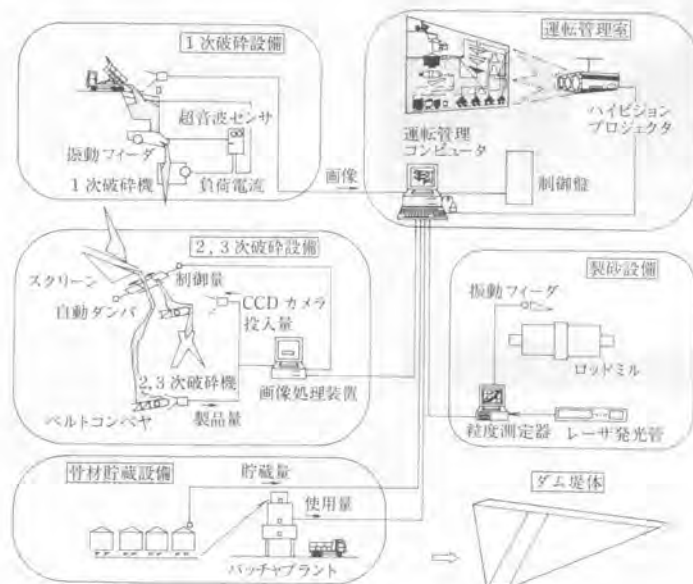 1次破砕設備
超音波センサ
振動フィーダ
1次破砕機
負荷電流
画像
運転管理室
ハイビジョン
プロジェクタ
運転管理
コンピュータ
制御盤
2,3次破砕設備
スクリーン
制御量
自動ダンパ
CCDカメラ
投入量
2,3次破砕機
画像処理装置
ベルトコンベヤ
製品量
製砂設備
振動フィーダ
ロッドミル
粒度測定器
レーザ発光管
骨材貯蔵設備
貯蔵量
使用量
バッチャプラント
ダム堤体